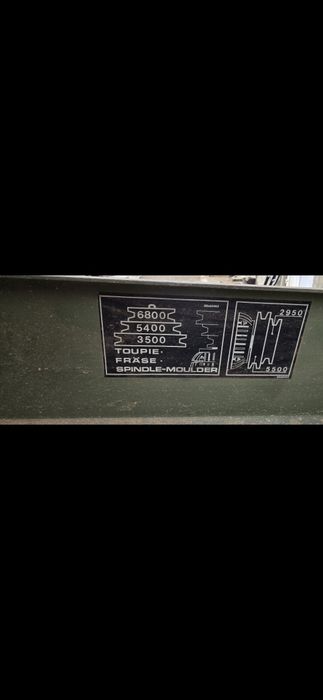 6800
5400
3500
TOUPIE·
FRÄSE·
SPINDLE-MOULDER
2950
5500